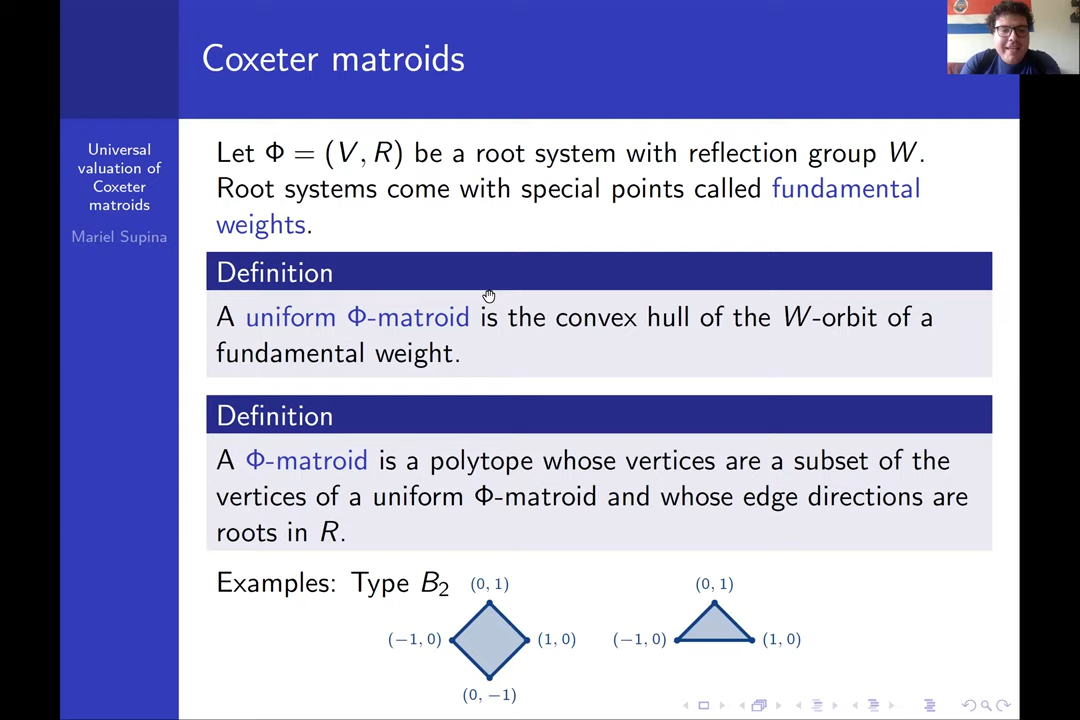 Coxeter matroids
Universal
valuation of
Coxeter
matroids
Mariel Supina
Let Φ = (V, R) be a root system with reflection group W.
Root systems come with special points called fundamental
weights.
Definition
A uniform Φ-matroid is the convex hull of the W-orbit of a
fundamental weight.
Definition
A Φ-matroid is a polytope whose vertices are a subset of the
vertices of a uniform Φ-matroid and whose edge directions are
roots in R.
Examples: Type B₂
(0, 1)
(−1, 0)
(1, 0)
(0, −1)
(0, 1)
(−1, 0)
(1, 0)